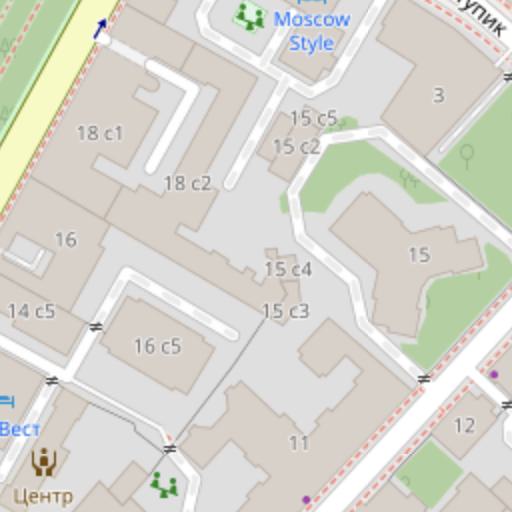 Moscow
Style
тупик
3
15 с5
18 с1
15 с2
18 с2
16
15
15 с4
14 с5
15 с3
16 с5
Вест
12
11
Центр